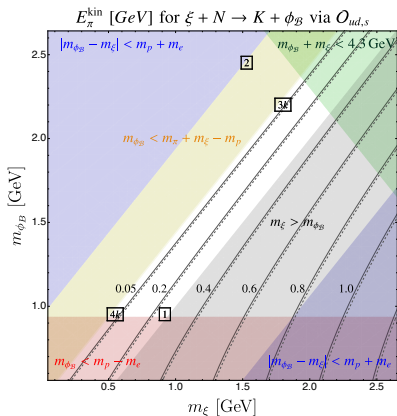 E_π^kin [GeV] for ξ + N → K + ϕ_ℬ via 𝒪_ud,s
|m_ϕℬ − m_ξ| < m_p + m_e
m_ϕℬ + m_ξ < 4.3 GeV
2
3k
m_ϕℬ < m_π + m_ξ − m_p
m_ξ > m_ϕℬ
0.05 0.2 0.4 0.6 0.8 1.0
4k
1
m_ϕℬ < m_p − m_e
|m_ϕℬ − m_ξ| < m_p + m_e
2.5
2.0
1.5
1.0
m_ϕℬ [GeV]
0.5 1.0 1.5 2.0 2.5
m_ξ [GeV]